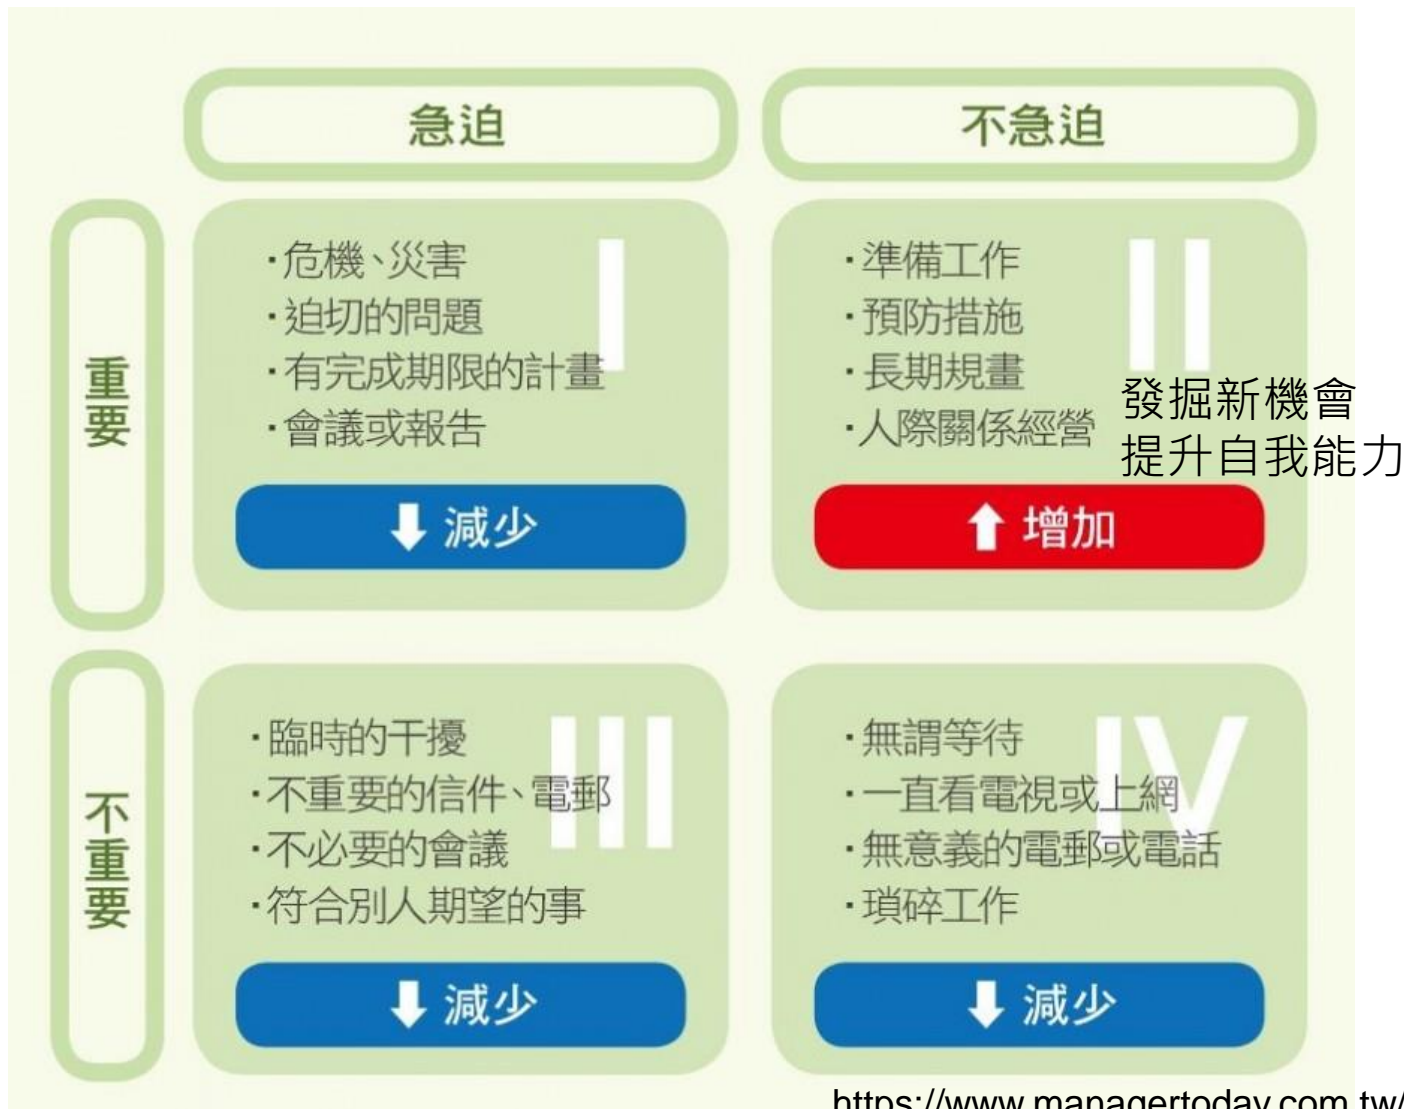 急迫
不急迫
重要
I
・危機、災害
・迫切的問題
・有完成期限的計畫
・會議或報告
減少
II
・準備工作
・預防措施
・長期規畫
・人際關係經營
發掘新機會
提升自我能力
增加
不重要
III
・臨時的干擾
・不重要的信件、電郵
・不必要的會議
・符合別人期望的事
減少
IV
・無謂等待
・一直看電視或上網
・無意義的電郵或電話
・瑣碎工作
減少
https://www.managertoday.com.tw/